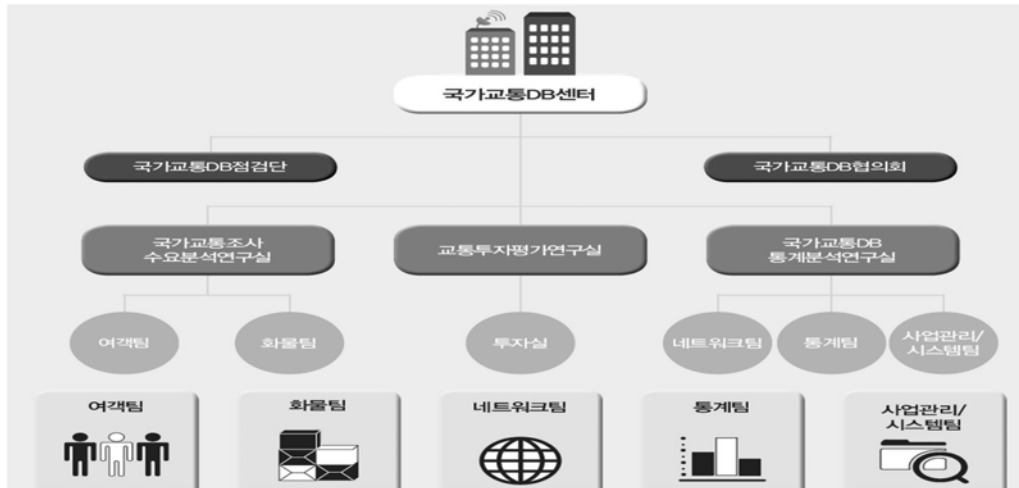 국가교통DB센터
국가교통DB점검단
국가교통DB협의회
국가교통조사
수요분석연구실
교통투자평가연구실
국가교통DB
통계분석연구실
여객팀
화물팀
투자실
네트워크팀
통계팀
사업관리/
시스템팀
여객팀
화물팀
네트워크팀
통계팀
사업관리/
시스템팀